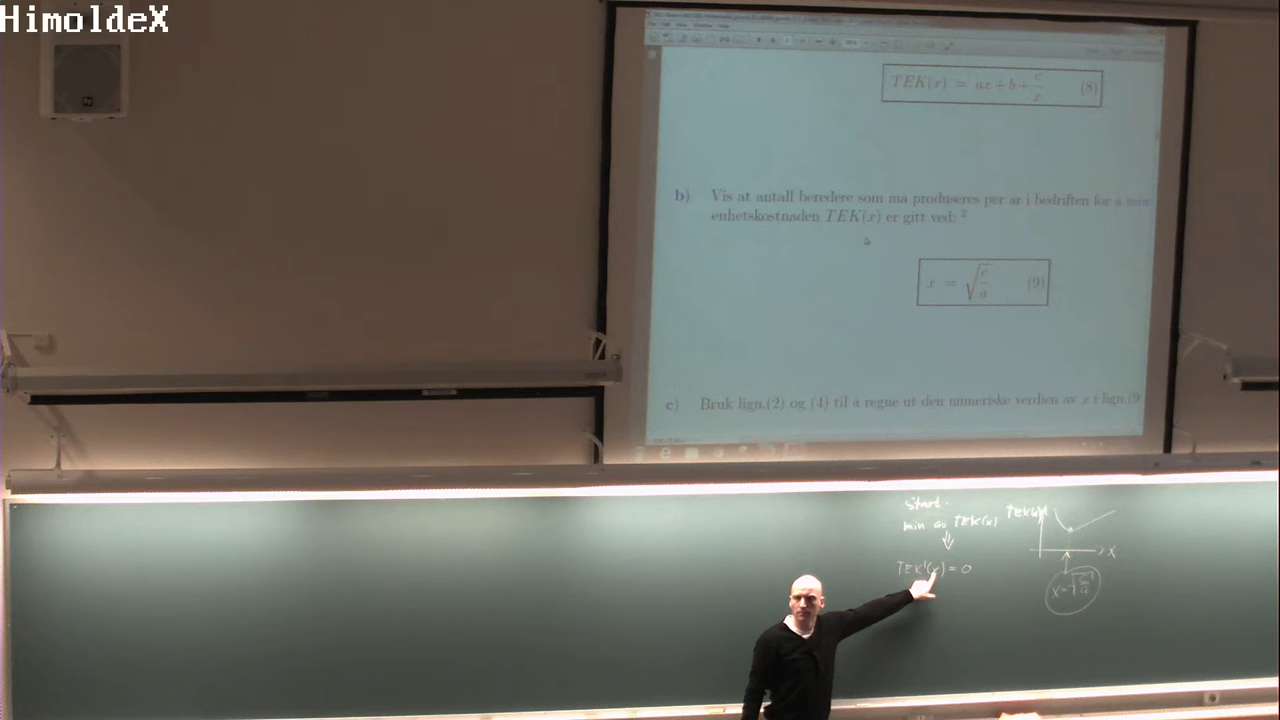 HimoldeX
TEK(x) = ax + b + c/x (8)
b) Vis at antall beredere som må produseres per år i bedriften for å min
enhetskostnaden TEK(x) er gitt ved: 2
x = √(c/a) (9)
c) Bruk lign.(2) og (4) til å regne ut den numeriske verdien av x i lign.(9
Start:
min av TEK(x)
⇓
TEK'(x) = 0
TEK(x)
x
x = √(c/a)